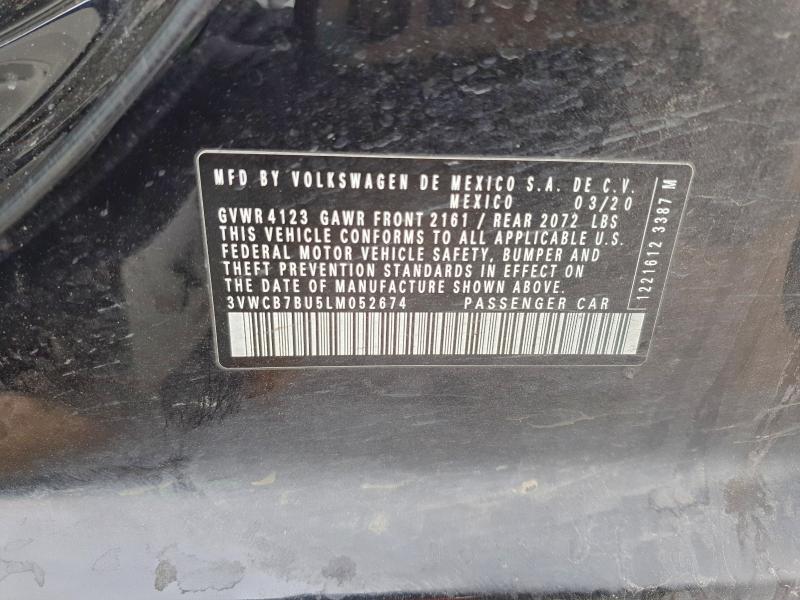 MFD BY VOLKSWAGEN DE MEXICO S.A. DE C.V.
MEXICO 03/20
GVWR 4123 GAWR FRONT 2161 / REAR 2072 LBS
THIS VEHICLE CONFORMS TO ALL APPLICABLE U.S.
FEDERAL MOTOR VEHICLE SAFETY, BUMPER AND
THEFT PREVENTION STANDARDS IN EFFECT ON
THE DATE OF MANUFACTURE SHOWN ABOVE.
3VWCB7BU5LM052674 PASSENGER CAR
1221612 3387 M